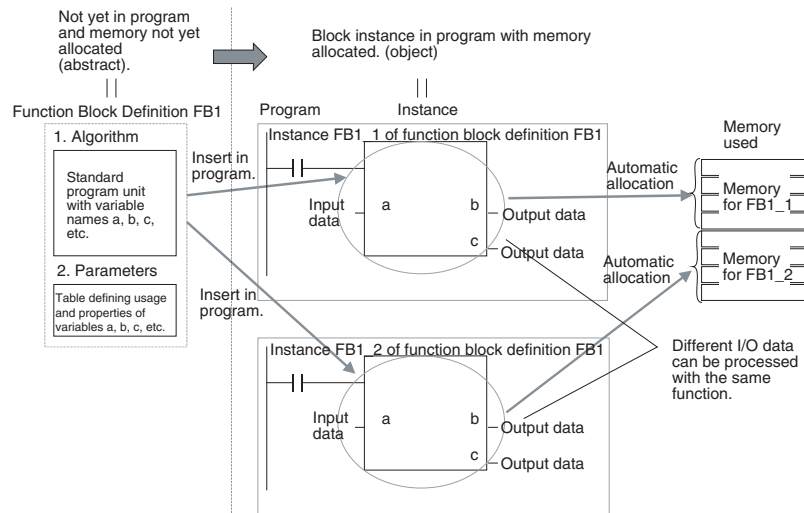 Not yet in program
and memory not yet
allocated
(abstract).
Block instance in program with memory
allocated. (object)
Function Block Definition FB1
1. Algorithm
Standard
program unit
with variable
names a, b, c,
etc.
2. Parameters
Table defining usage
and properties of
variables a, b, c, etc.
Insert in
program.
Insert in
program.
Program
Instance
Instance FB1_1 of function block definition FB1
Input
data
a
b
Output data
c
Output data
Instance FB1_2 of function block definition FB1
Input
data
a
b
Output data
c
Output data
Automatic
allocation
Automatic
allocation
Memory
used
Memory
for FB1_1
Memory
for FB1_2
Different I/O data
can be processed
with the same
function.